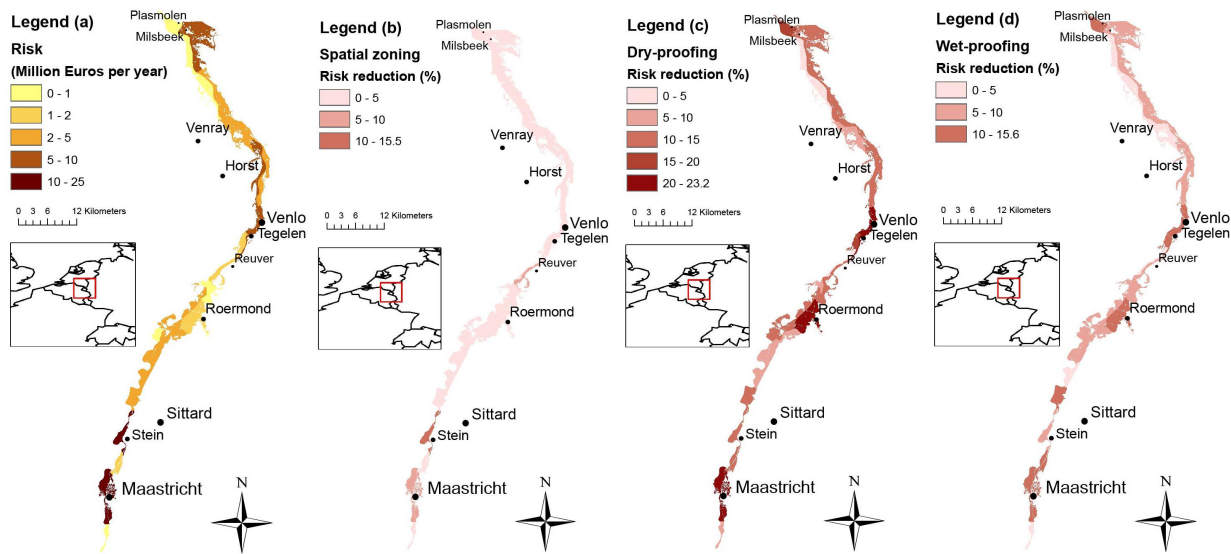 Legend (a)
Risk
(Million Euros per year)
0 - 1
1 - 2
2 - 5
5 - 10
10 - 25
0 3 6 12 Kilometers
Plasmolen
Milsbeek
Venray
Horst
Venlo
Tegelen
Reuver
Roermond
Sittard
Stein
Maastricht
N
Legend (b)
Spatial zoning
Risk reduction (%)
0 - 5
5 - 10
10 - 15.5
0 3 6 12 Kilometers
Plasmolen
Milsbeek
Venray
Horst
Venlo
Tegelen
Reuver
Roermond
Sittard
Stein
Maastricht
N
Legend (c)
Dry-proofing
Risk reduction (%)
0 - 5
5 - 10
10 - 15
15 - 20
20 - 23.2
0 3 6 12 Kilometers
Plasmolen
Milsbeek
Venray
Horst
Venlo
Tegelen
Reuver
Roermond
Sittard
Stein
Maastricht
N
Legend (d)
Wet-proofing
Risk reduction (%)
0 - 5
5 - 10
10 - 15.6
0 3 6 12 Kilometers
Plasmolen
Milsbeek
Venray
Horst
Venlo
Tegelen
Reuver
Roermond
Sittard
Stein
Maastricht
N